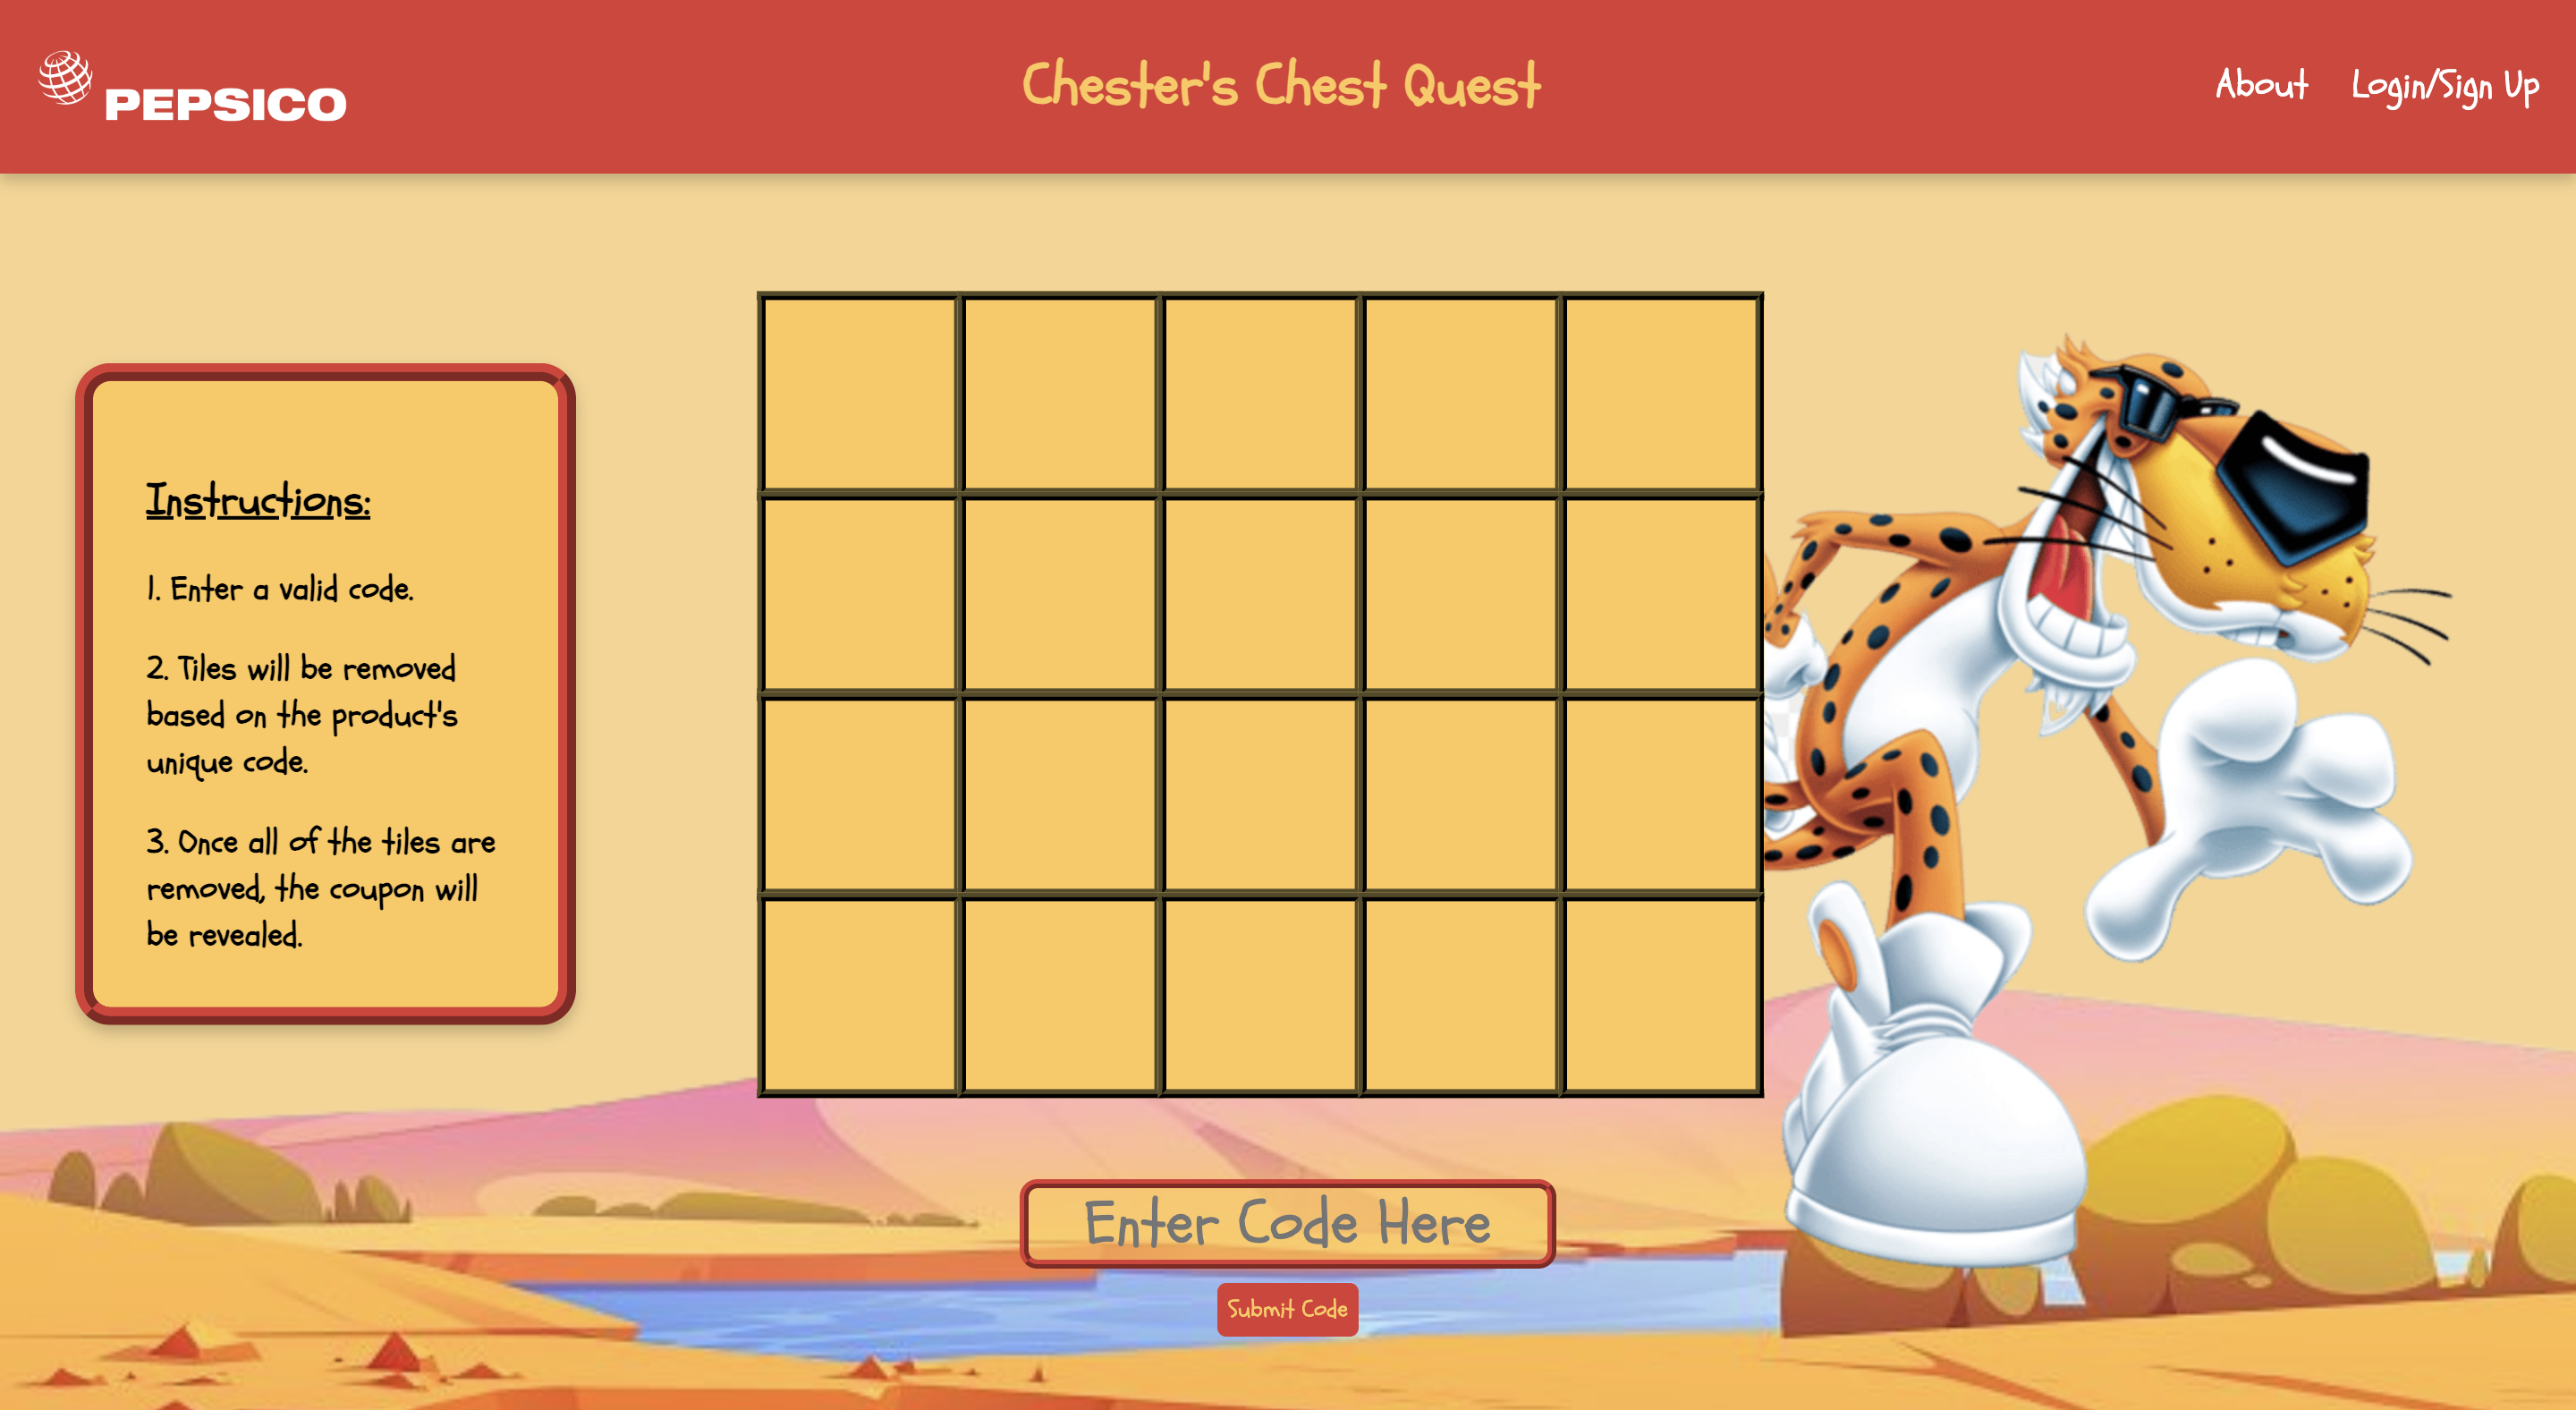 PEPSICO
Chester's Chest Quest
About
Login/Sign Up
Instructions:
1. Enter a valid code.
2. Tiles will be removed
based on the product's
unique code.
3. Once all of the tiles are
removed, the coupon will
be revealed.
Enter Code Here
Submit Code